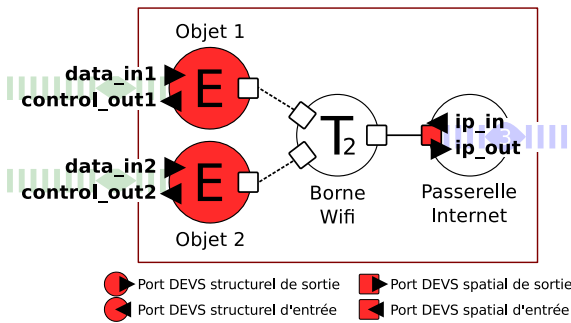 Objet 1
data_in1
control_out1
E
data_in2
control_out2
E
Objet 2
T2
Borne
Wifi
3
ip_in
ip_out
Passerelle
Internet
Port DEVS structurel de sortie
Port DEVS spatial de sortie
Port DEVS structurel d'entrée
Port DEVS spatial d'entrée